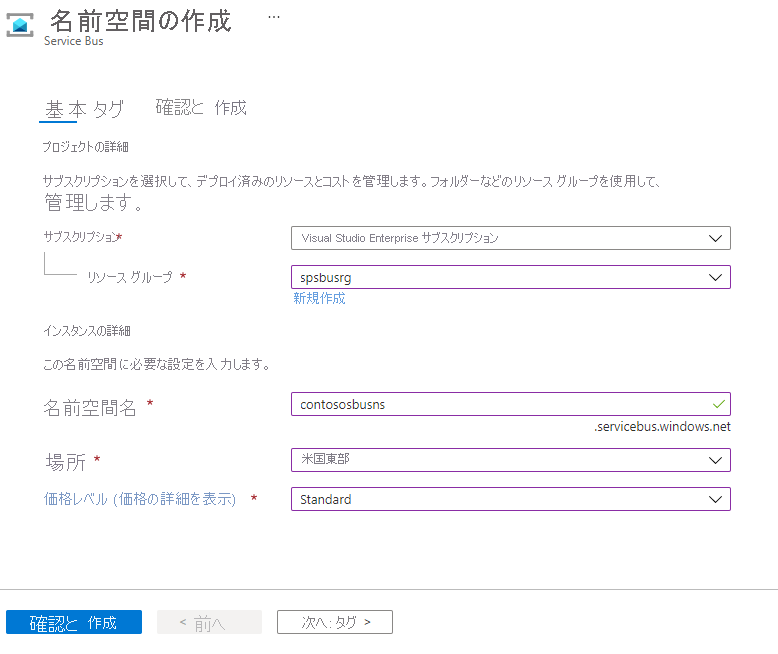 名前空間の作成 …
Service Bus
基本 タグ 確認と 作成
プロジェクトの詳細
サブスクリプションを選択して、デプロイ済みのリソースとコストを管理します。フォルダーなどのリソース グループを使用して、
管理します。
サブスクリプション* Visual Studio Enterprise サブスクリプション
リソース グループ * spsbusrg
新規作成
インスタンスの詳細
この名前空間に必要な設定を入力します。
名前空間名 * contososbusns
.servicebus.windows.net
場所 * 米国東部
価格レベル (価格の詳細を表示) * Standard
確認と 作成 < 前へ 次へ: タグ >